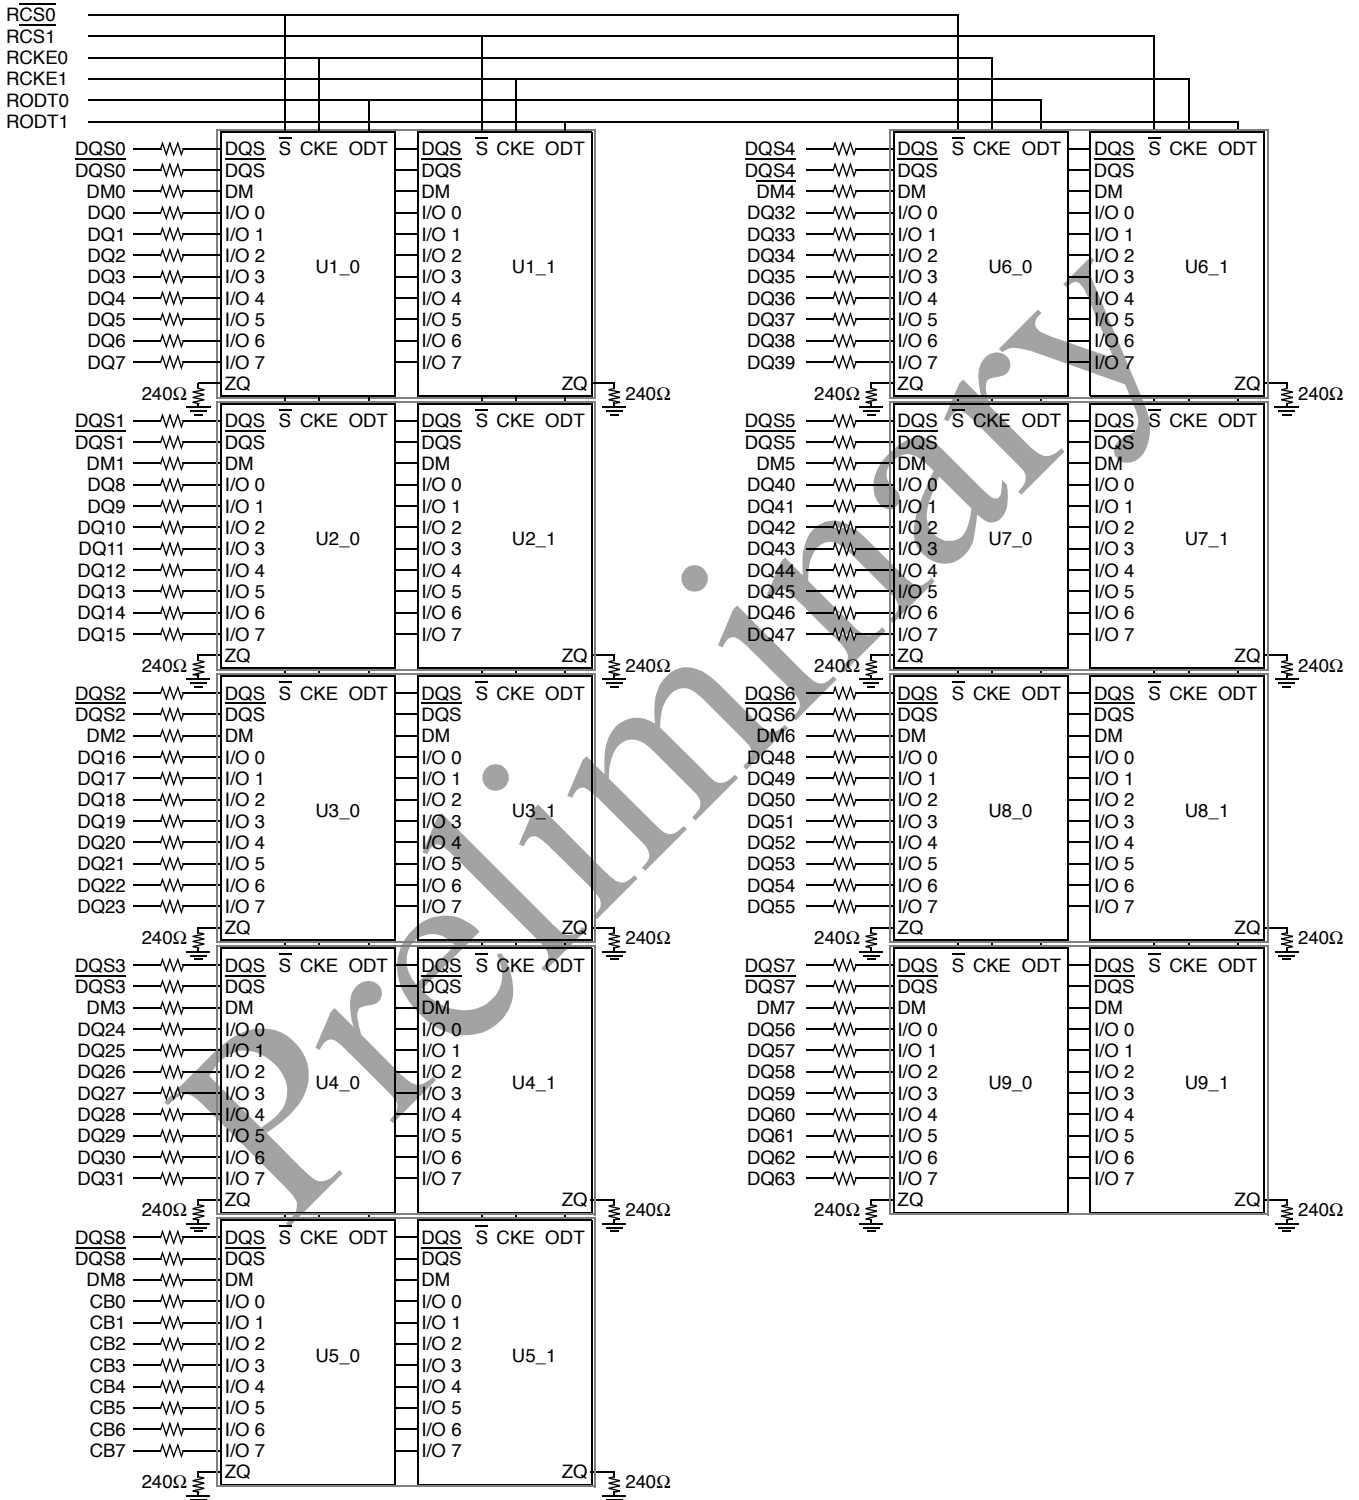 RCS0
RCS1
RCKE0
RCKE1
RODT0
RODT1
DQS0 DQS S CKE ODT DQS S CKE ODT DQS4 DQS S CKE ODT DQS S CKE ODT
DQS0 DQS DQS DQS4 DQS DQS
DM0 DM DM DM4 DM DM
DQ0 I/O 0 I/O 0 DQ32 I/O 0 I/O 0
DQ1 I/O 1 I/O 1 DQ33 I/O 1 I/O 1
DQ2 I/O 2 I/O 2 DQ34 I/O 2 I/O 2
U1_0 U1_1 U6_0 U6_1
DQ3 I/O 3 I/O 3 DQ35 I/O 3 I/O 3
DQ4 I/O 4 I/O 4 DQ36 I/O 4 I/O 4
DQ5 I/O 5 I/O 5 DQ37 I/O 5 I/O 5
DQ6 I/O 6 I/O 6 DQ38 I/O 6 I/O 6
DQ7 I/O 7 I/O 7 DQ39 I/O 7 I/O 7
ZQ ZQ ZQ ZQ
240Ω 240Ω 240Ω 240Ω
DQS1 DQS S CKE ODT DQS S CKE ODT DQS5 DQS S CKE ODT DQS S CKE ODT
DQS1 DQS DQS DQS5 DQS DQS
DM1 DM DM DM5 DM DM
DQ8 I/O 0 I/O 0 DQ40 I/O 0 I/O 0
DQ9 I/O 1 I/O 1 DQ41 I/O 1 I/O 1
DQ10 I/O 2 I/O 2 DQ42 I/O 2 I/O 2
U2_0 U2_1 U7_0 U7_1
DQ11 I/O 3 I/O 3 DQ43 I/O 3 I/O 3
DQ12 I/O 4 I/O 4 DQ44 I/O 4 I/O 4
DQ13 I/O 5 I/O 5 DQ45 I/O 5 I/O 5
DQ14 I/O 6 I/O 6 DQ46 I/O 6 I/O 6
DQ15 I/O 7 I/O 7 DQ47 I/O 7 I/O 7
ZQ ZQ ZQ ZQ
240Ω 240Ω 240Ω 240Ω
DQS2 DQS S CKE ODT DQS S CKE ODT DQS6 DQS S CKE ODT DQS S CKE ODT
DQS2 DQS DQS DQS6 DQS DQS
DM2 DM DM DM6 DM DM
DQ16 I/O 0 I/O 0 DQ48 I/O 0 I/O 0
DQ17 I/O 1 I/O 1 DQ49 I/O 1 I/O 1
DQ18 I/O 2 I/O 2 DQ50 I/O 2 I/O 2
U3_0 U3_1 U8_0 U8_1
DQ19 I/O 3 I/O 3 DQ51 I/O 3 I/O 3
DQ20 I/O 4 I/O 4 DQ52 I/O 4 I/O 4
DQ21 I/O 5 I/O 5 DQ53 I/O 5 I/O 5
DQ22 I/O 6 I/O 6 DQ54 I/O 6 I/O 6
DQ23 I/O 7 I/O 7 DQ55 I/O 7 I/O 7
ZQ ZQ ZQ ZQ
240Ω 240Ω 240Ω 240Ω
DQS3 DQS S CKE ODT DQS S CKE ODT DQS7 DQS S CKE ODT DQS S CKE ODT
DQS3 DQS DQS DQS7 DQS DQS
DM3 DM DM DM7 DM DM
DQ24 I/O 0 I/O 0 DQ56 I/O 0 I/O 0
DQ25 I/O 1 I/O 1 DQ57 I/O 1 I/O 1
DQ26 I/O 2 I/O 2 DQ58 I/O 2 I/O 2
U4_0 U4_1 U9_0 U9_1
DQ27 I/O 3 I/O 3 DQ59 I/O 3 I/O 3
DQ28 I/O 4 I/O 4 DQ60 I/O 4 I/O 4
DQ29 I/O 5 I/O 5 DQ61 I/O 5 I/O 5
DQ30 I/O 6 I/O 6 DQ62 I/O 6 I/O 6
DQ31 I/O 7 I/O 7 DQ63 I/O 7 I/O 7
ZQ ZQ ZQ ZQ
240Ω 240Ω 240Ω 240Ω
DQS8 DQS S CKE ODT DQS S CKE ODT
DQS8 DQS DQS
DM8 DM DM
CB0 I/O 0 I/O 0
CB1 I/O 1 I/O 1
CB2 I/O 2 I/O 2
U5_0 U5_1
CB3 I/O 3 I/O 3
CB4 I/O 4 I/O 4
CB5 I/O 5 I/O 5
CB6 I/O 6 I/O 6
CB7 I/O 7 I/O 7
ZQ ZQ
240Ω 240Ω
Preliminary